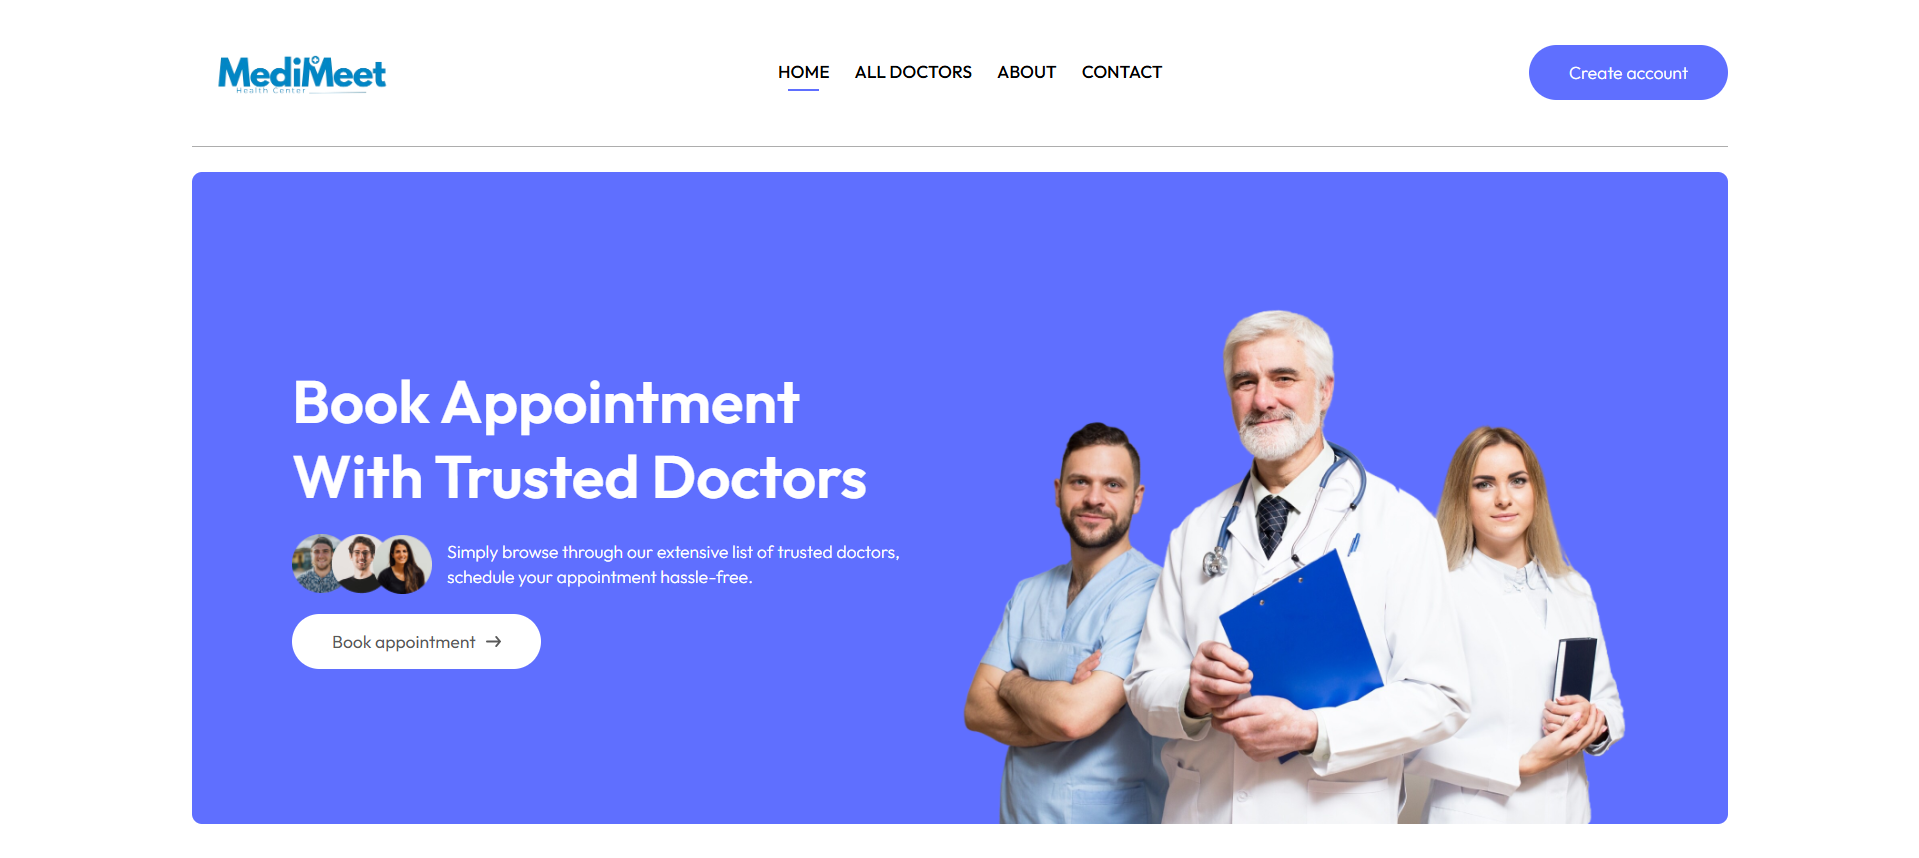 MediMeet
Health Center
HOME
ALL DOCTORS
ABOUT
CONTACT
Create account
Book Appointment
With Trusted Doctors
Simply browse through our extensive list of trusted doctors,
schedule your appointment hassle-free.
Book appointment →